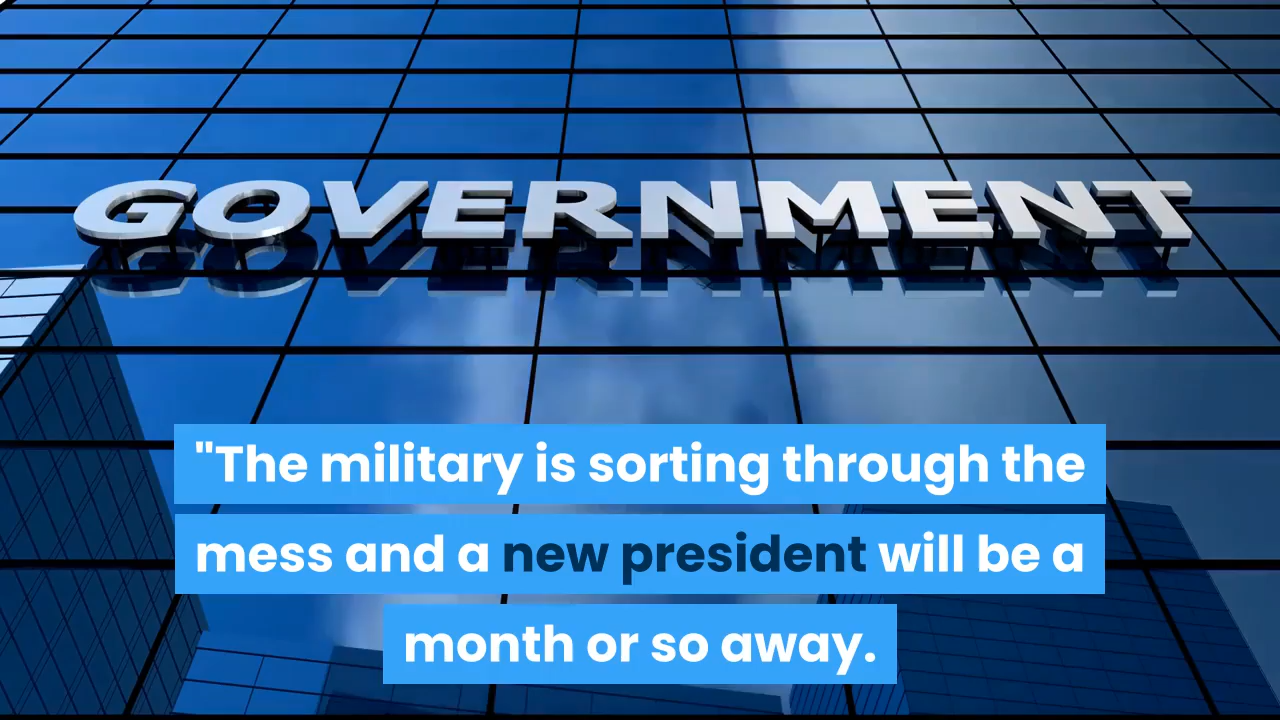 GOVERNMENT
"The military is sorting through the
mess and a new president will be a
month or so away.